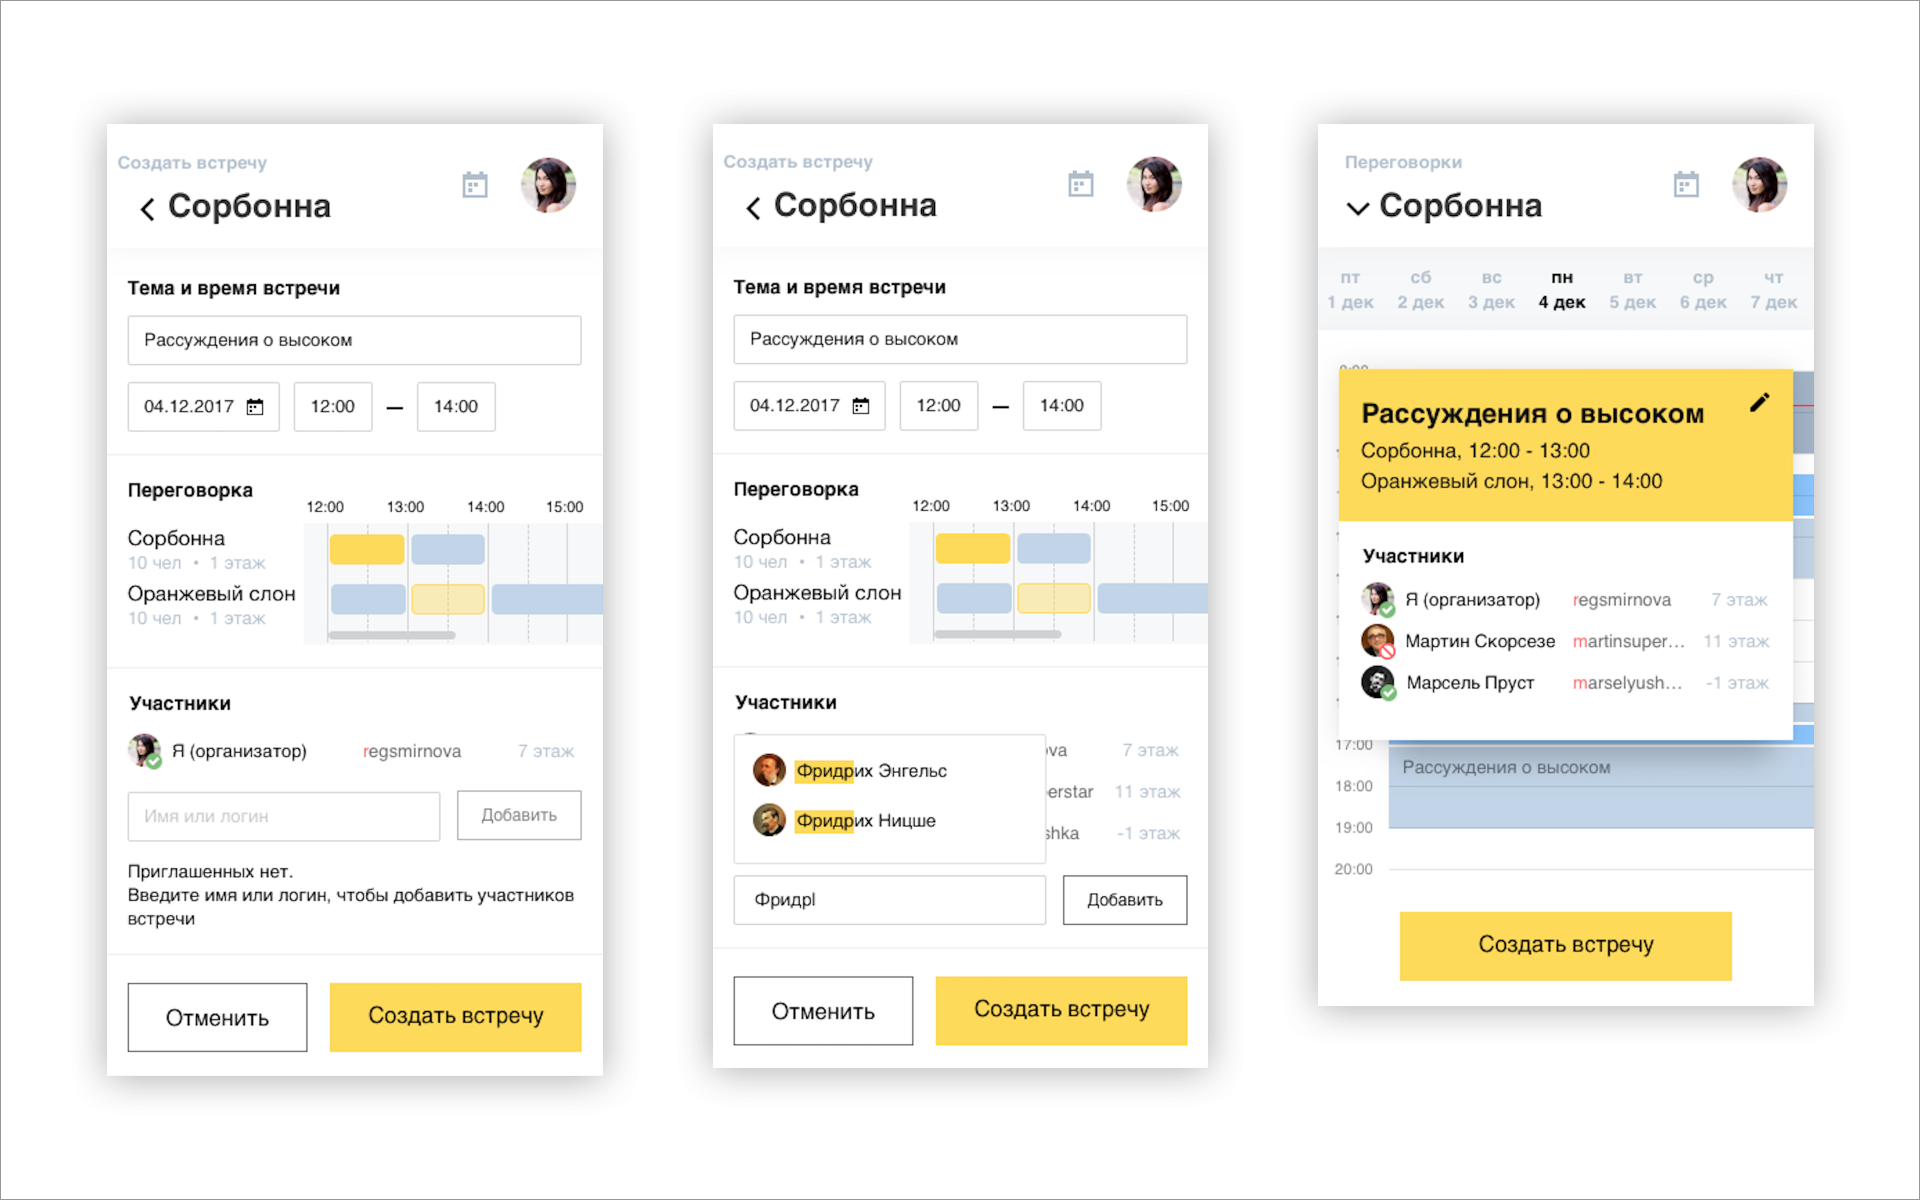 Создать встречу
Сорбонна
Тема и время встречи
Рассуждения о высоком
04.12.2017 12:00 — 14:00
Переговорка
12:00 13:00 14:00 15:00
Сорбонна
10 чел • 1 этаж
Оранжевый слон
10 чел • 1 этаж
Участники
Я (организатор) regsmirnova 7 этаж
Имя или логин Добавить
Приглашенных нет.
Введите имя или логин, чтобы добавить участников
встречи
Отменить Создать встречу
Создать встречу
Сорбонна
Тема и время встречи
Рассуждения о высоком
04.12.2017 12:00 — 14:00
Переговорка
12:00 13:00 14:00 15:00
Сорбонна
10 чел • 1 этаж
Оранжевый слон
10 чел • 1 этаж
Участники
ova 7 этаж
Фридрих Энгельс
erstar 11 этаж
Фридрих Ницше
shka -1 этаж
Фридр Добавить
Отменить Создать встречу
Переговорки
Сорбонна
пт сб вс пн вт ср чт
1 дек 2 дек 3 дек 4 дек 5 дек 6 дек 7 дек
Рассуждения о высоком
Сорбонна, 12:00 - 13:00
Оранжевый слон, 13:00 - 14:00
Участники
Я (организатор) regsmirnova 7 этаж
Мартин Скорсезе martinsuper... 11 этаж
Марсель Пруст marselyush... -1 этаж
17:00
Рассуждения о высоком
18:00
19:00
20:00
Создать встречу